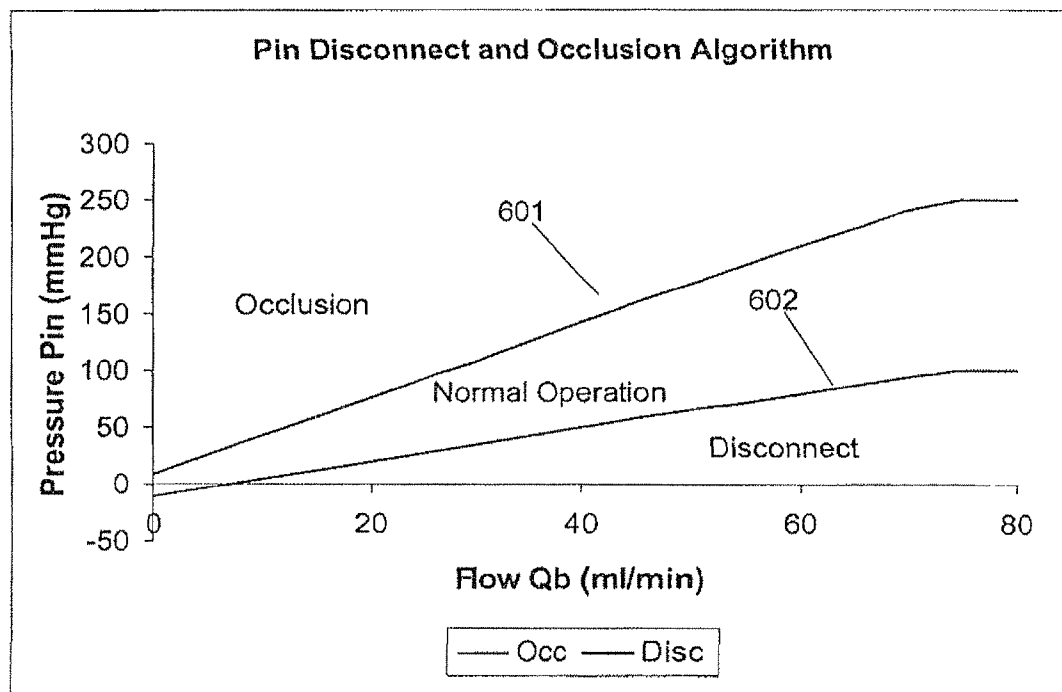 Pin Disconnect and Occlusion Algorithm
Pressure Pin (mmHg)
300
250
200
150
100
50
0
-50
601
602
Occlusion
Normal Operation
Disconnect
0 20 40 60 80
Flow Qb (ml/min)
Occ Disc